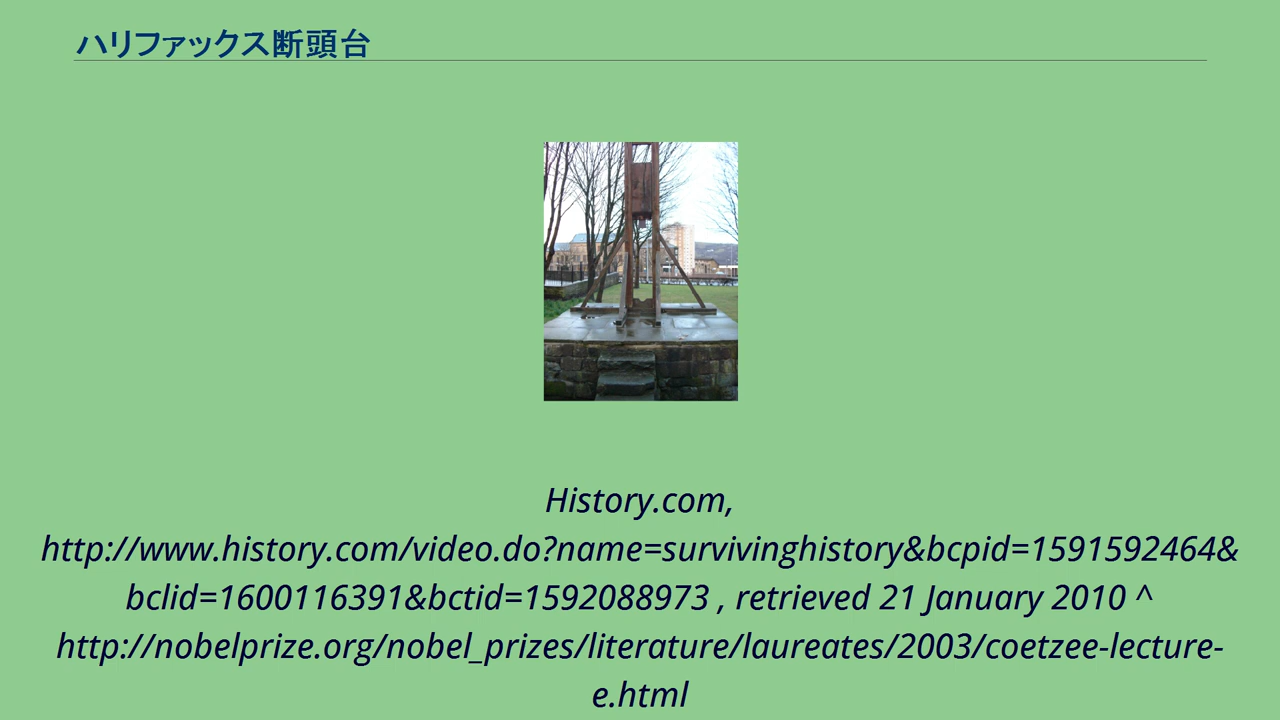 ハリファックス断頭台
History.com,
http://www.history.com/video.do?name=survivinghistory&bcpid=1591592464&
bclid=1600116391&bctid=1592088973 , retrieved 21 January 2010 ^
http://nobelprize.org/nobel_prizes/literature/laureates/2003/coetzee-lecture-
e.html